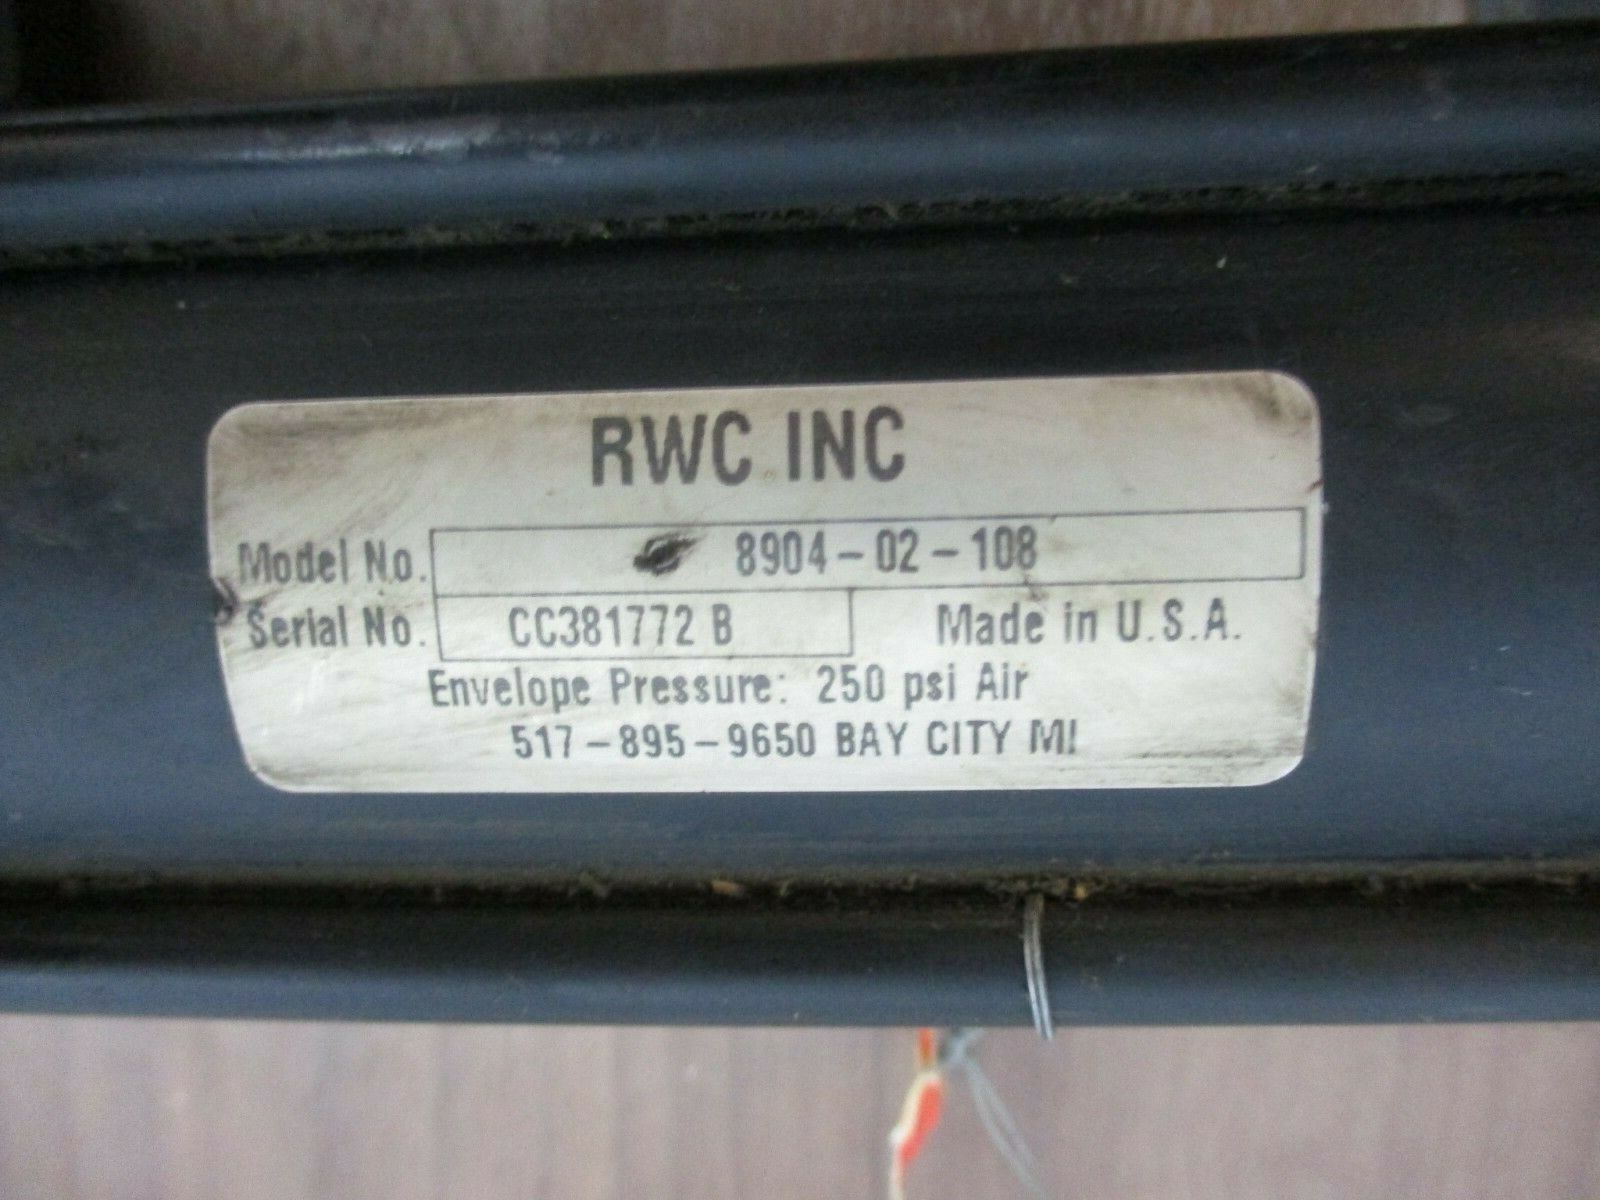 RWC INC
Model No. 8904-02-108
Serial No. CC381772 B Made in U.S.A.
Envelope Pressure: 250 psi Air
517-895-9650 BAY CITY MI